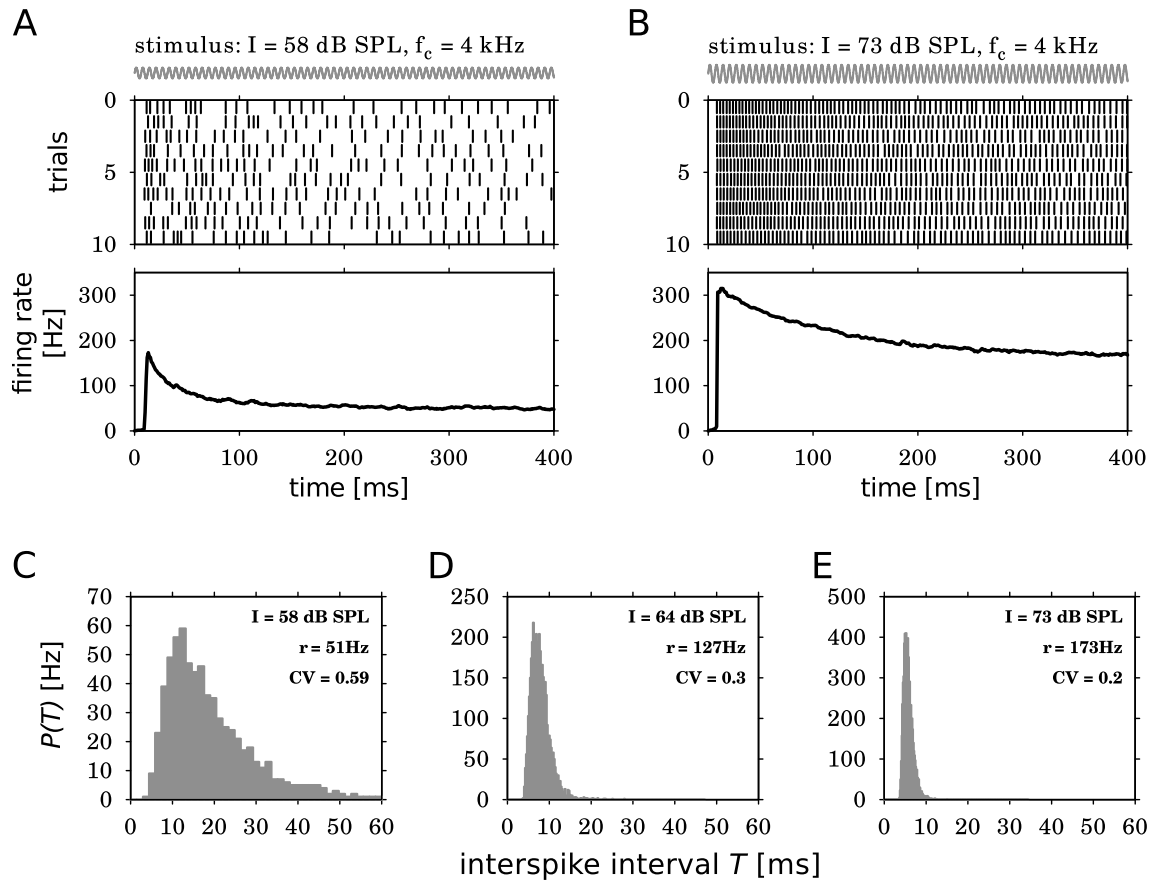 A
stimulus: I = 58 dB SPL, f_c = 4 kHz
0
5
10
trials
300
200
100
0
firing rate
[Hz]
0 100 200 300 400
time [ms]
B
stimulus: I = 73 dB SPL, f_c = 4 kHz
0
5
10
300
200
100
0
0 100 200 300 400
time [ms]
C
70
60
50
40
30
20
10
0
P(T) [Hz]
I = 58 dB SPL
r = 51Hz
CV = 0.59
0 10 20 30 40 50 60
D
250
200
150
100
50
0
I = 64 dB SPL
r = 127Hz
CV = 0.3
0 10 20 30 40 50 60
E
500
400
300
200
100
0
I = 73 dB SPL
r = 173Hz
CV = 0.2
0 10 20 30 40 50 60
interspike interval T [ms]